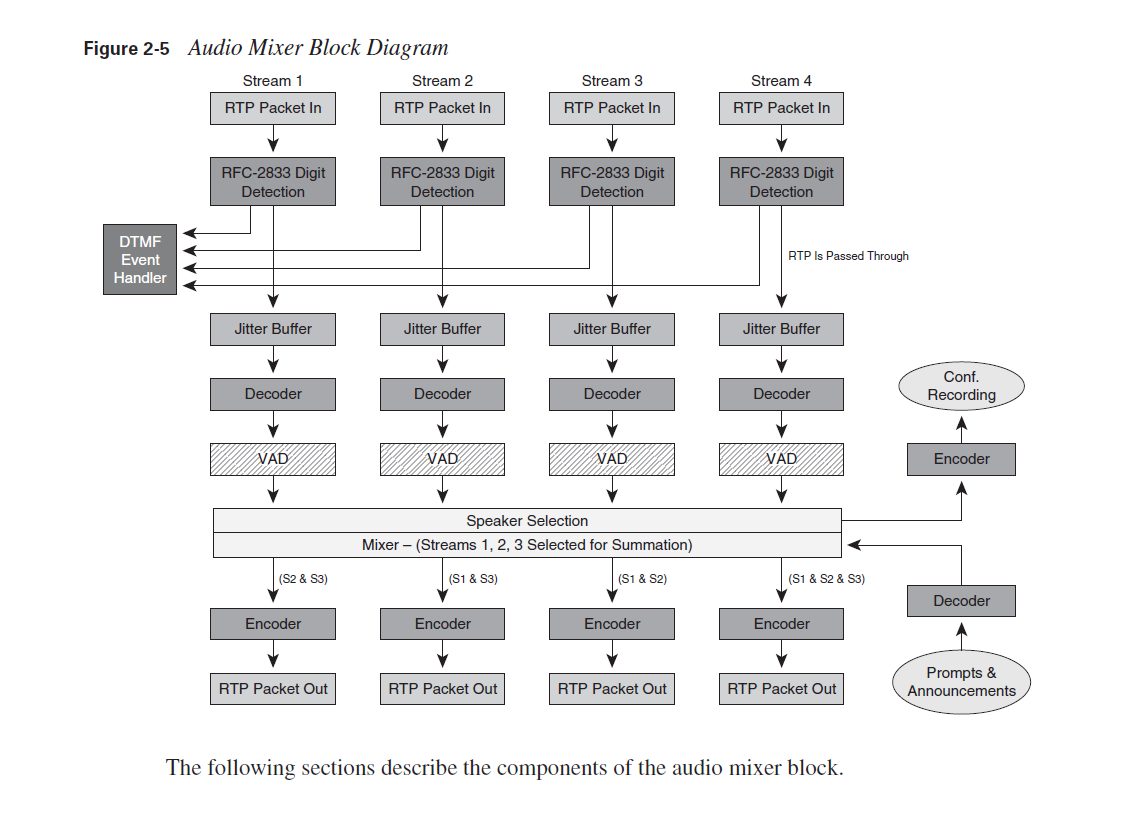 Figure 2-5 Audio Mixer Block Diagram
Stream 1 Stream 2 Stream 3 Stream 4
RTP Packet In RTP Packet In RTP Packet In RTP Packet In
RFC-2833 Digit RFC-2833 Digit RFC-2833 Digit RFC-2833 Digit
Detection Detection Detection Detection
DTMF
Event
Handler
RTP Is Passed Through
Jitter Buffer Jitter Buffer Jitter Buffer Jitter Buffer
Decoder Decoder Decoder Decoder
Conf.
Recording
VAD VAD VAD VAD Encoder
Speaker Selection
Mixer – (Streams 1, 2, 3 Selected for Summation)
(S2 & S3) (S1 & S3) (S1 & S2) (S1 & S2 & S3)
Decoder
Encoder Encoder Encoder Encoder
Prompts &
Announcements
RTP Packet Out RTP Packet Out RTP Packet Out RTP Packet Out
The following sections describe the components of the audio mixer block.